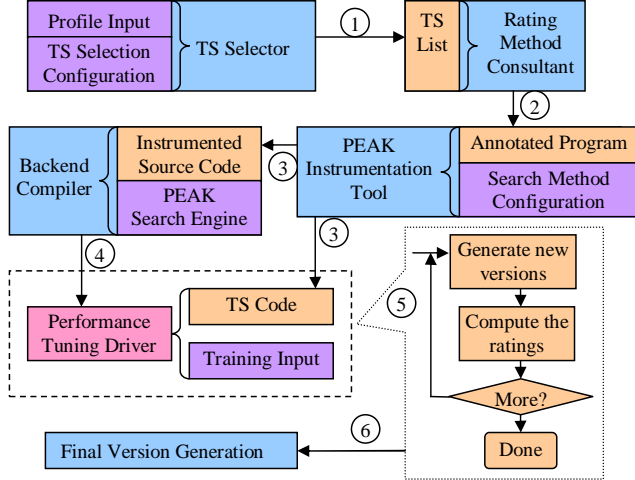 Profile Input
TS Selection
Configuration
TS Selector
1
TS
List
Rating
Method
Consultant
2
Backend
Compiler
Instrumented
Source Code
PEAK
Search Engine
3
PEAK
Instrumentation
Tool
Annotated Program
Search Method
Configuration
3
4
Performance
Tuning Driver
TS Code
Training Input
5
Generate new
versions
Compute the
ratings
More?
Done
6
Final Version Generation